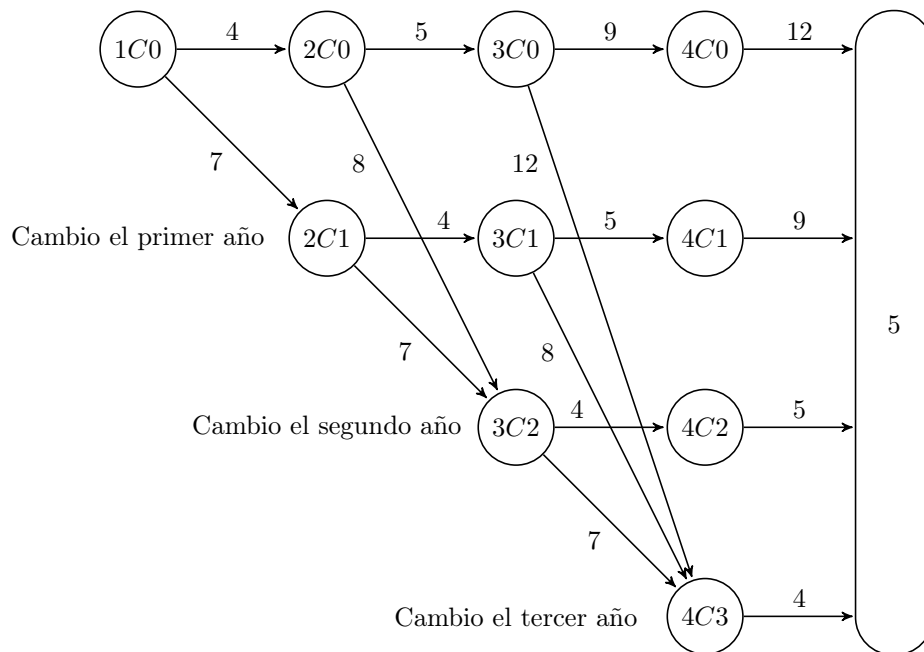 4 5 9 12
1C0 2C0 3C0 4C0
7 8 12
4 5 9
Cambio el primer año 2C1 3C1 4C1
5
7 8
4 5
Cambio el segundo año 3C2 4C2
7
4
Cambio el tercer año 4C3